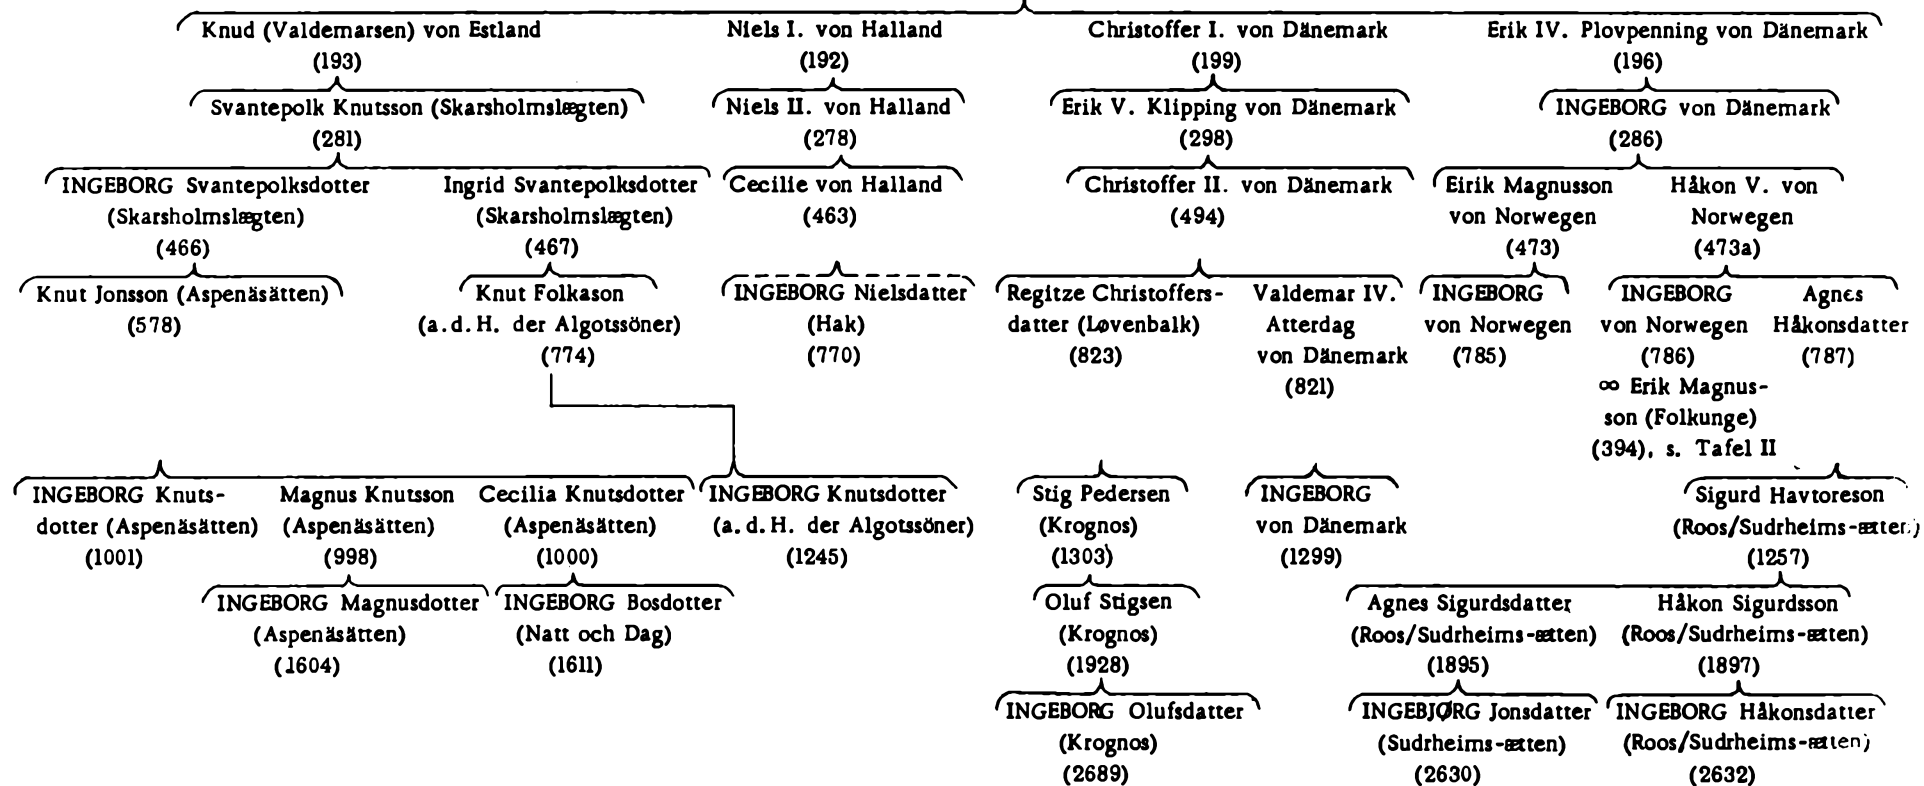 Knud (Valdemarsen) von Estland
(193)
Niels I. von Halland
(192)
Christoffer I. von Dänemark
(199)
Erik IV. Plovpenning von Dänemark
(196)
Svantepolk Knutsson (Skarsholmslægten)
(281)
Niels II. von Halland
(278)
Erik V. Klipping von Dänemark
(298)
INGEBORG von Dänemark
(286)
INGEBORG Svantepolksdotter
(Skarsholmslægten)
(466)
Ingrid Svantepolksdotter
(Skarsholmslægten)
(467)
Cecilie von Halland
(463)
Christoffer II. von Dänemark
(494)
Eirik Magnusson
von Norwegen
(473)
Håkon V. von
Norwegen
(473a)
Knut Jonsson (Aspenäsätten)
(578)
Knut Folkason
(a.d.H. der Algotssöner)
(774)
INGEBORG Nielsdatter
(Hak)
(770)
Regitze Christoffers-
datter (Løvenbalk)
(823)
Valdemar IV.
Atterdag
von Dänemark
(821)
INGEBORG
von Norwegen
(785)
INGEBORG
von Norwegen
(786)
∞ Erik Magnus-
son (Folkunge)
(394), s. Tafel II
Agnes
Håkonsdatter
(787)
INGEBORG Knuts-
dotter (Aspenäsätten)
(1001)
Magnus Knutsson
(Aspenäsätten)
(998)
Cecilia Knutsdotter
(Aspenäsätten)
(1000)
INGEBORG Knutsdotter
(a.d.H. der Algotssöner)
(1245)
Stig Pedersen
(Krognos)
(1303)
INGEBORG
von Dänemark
(1299)
Sigurd Havtoreson
(Roos/Sudrheims-ætten)
(1257)
INGEBORG Magnusdotter
(Aspenäsätten)
(1604)
INGEBORG Bosdotter
(Natt och Dag)
(1611)
Oluf Stigsen
(Krognos)
(1928)
Agnes Sigurdsdatter
(Roos/Sudrheims-ætten)
(1895)
Håkon Sigurdsson
(Roos/Sudrheims-ætten)
(1897)
INGEBORG Olufsdatter
(Krognos)
(2689)
INGEBJØRG Jonsdatter
(Sudrheims-ætten)
(2630)
INGEBORG Håkonsdatter
(Roos/Sudrheims-ætten)
(2632)